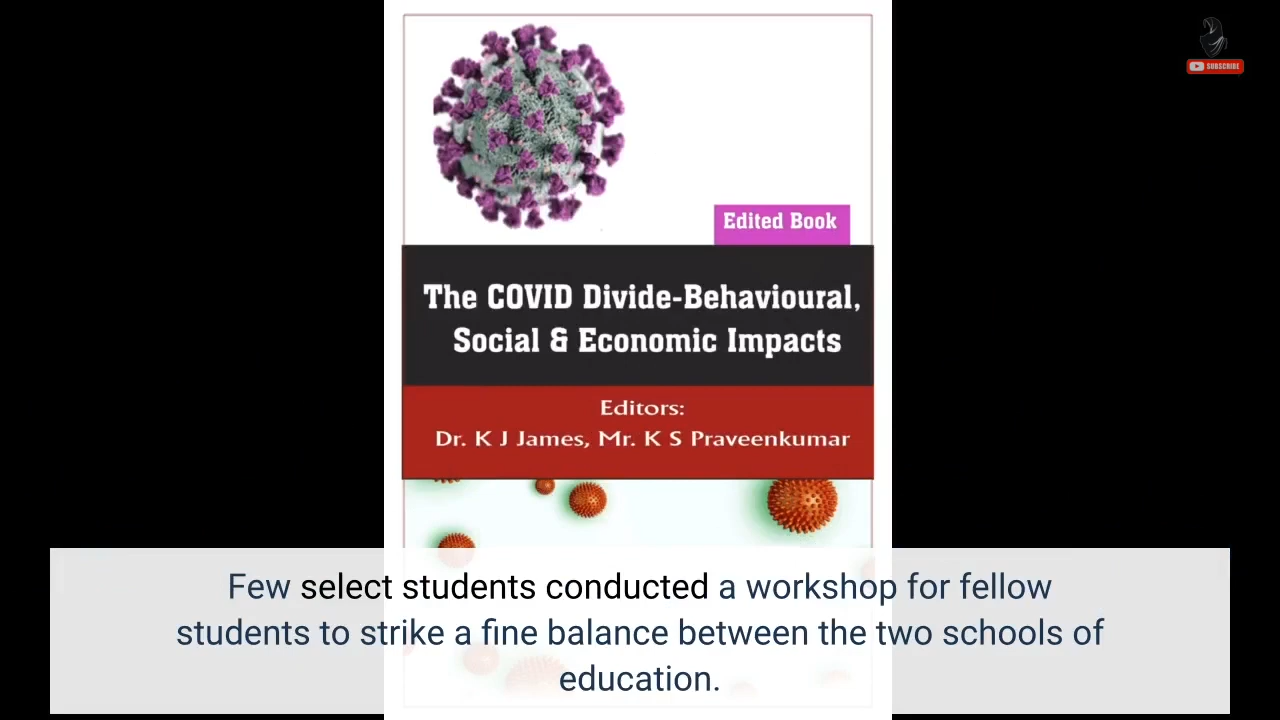 SUBSCRIBE
Edited Book
The COVID Divide-Behavioural,
Social & Economic Impacts
Editors:
Dr. K J James, Mr. K S Praveenkumar
Few select students conducted a workshop for fellow
students to strike a fine balance between the two schools of
education.